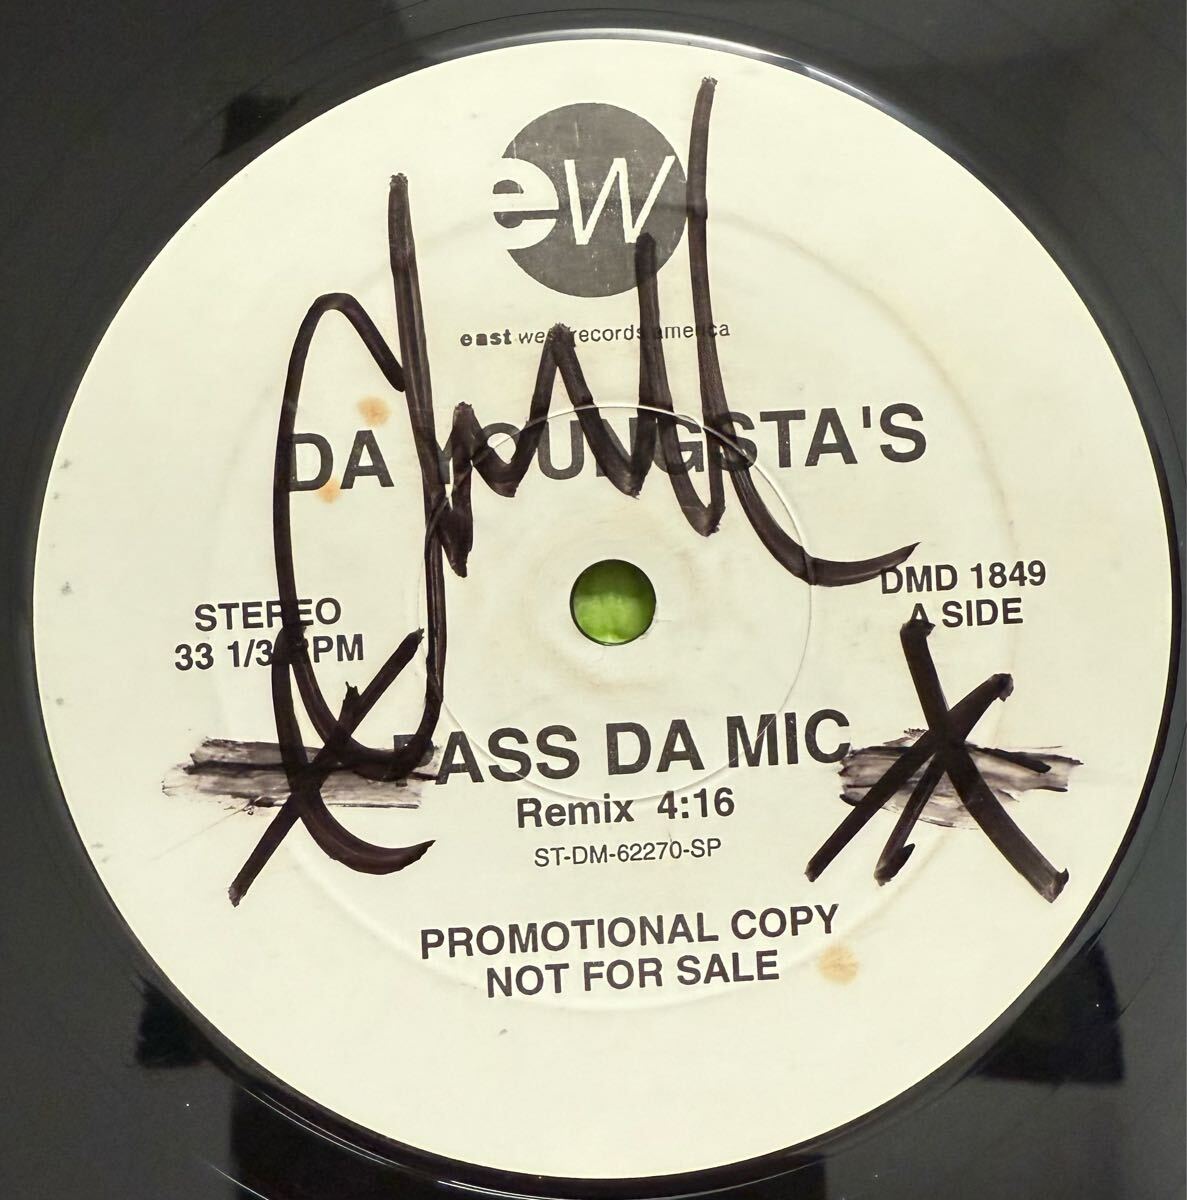 ew
east west records america
DA YOUNGSTA'S
DMD 1849
A SIDE
STEREO
33 1/3 RPM
PASS DA MIC
Remix 4:16
ST-DM-62270-SP
PROMOTIONAL COPY
NOT FOR SALE